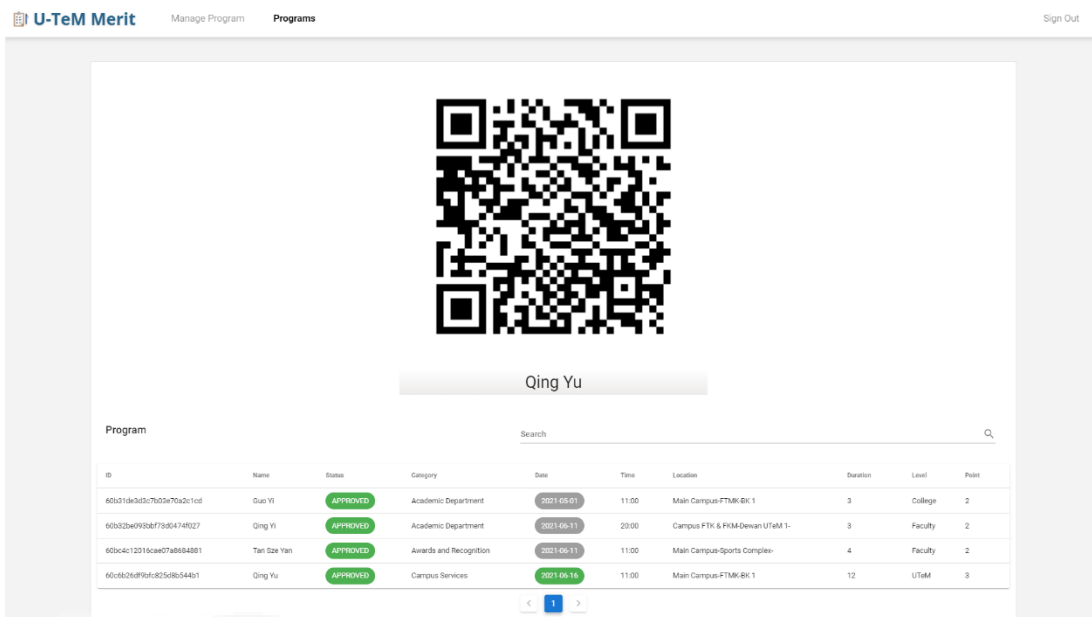 U-TeM Merit Manage Program Programs Sign Out
Qing Yu
Program Search
ID Name Status Category Date Time Location Duration Level Point
60b31de3d3c7b03e70a2c1cd Guo Yi APPROVED Academic Department 2021-05-01 11:00 Main Campus-FTMK-BK 1 3 College 2
60b32be093bbf73d0474f027 Qing Yi APPROVED Academic Department 2021-06-11 20:00 Campus FTK & FKM-Dewan UTeM 1- 3 Faculty 2
60bc4c12016cae07a8684881 Tan Sze Yan APPROVED Awards and Recognition 2021-06-11 11:00 Main Campus-Sports Complex- 4 Faculty 2
60c6b26df9bfc825d8b544b1 Qing Yu APPROVED Campus Services 2021-06-16 11:00 Main Campus-FTMK-BK 1 12 UTeM 3
< 1 >